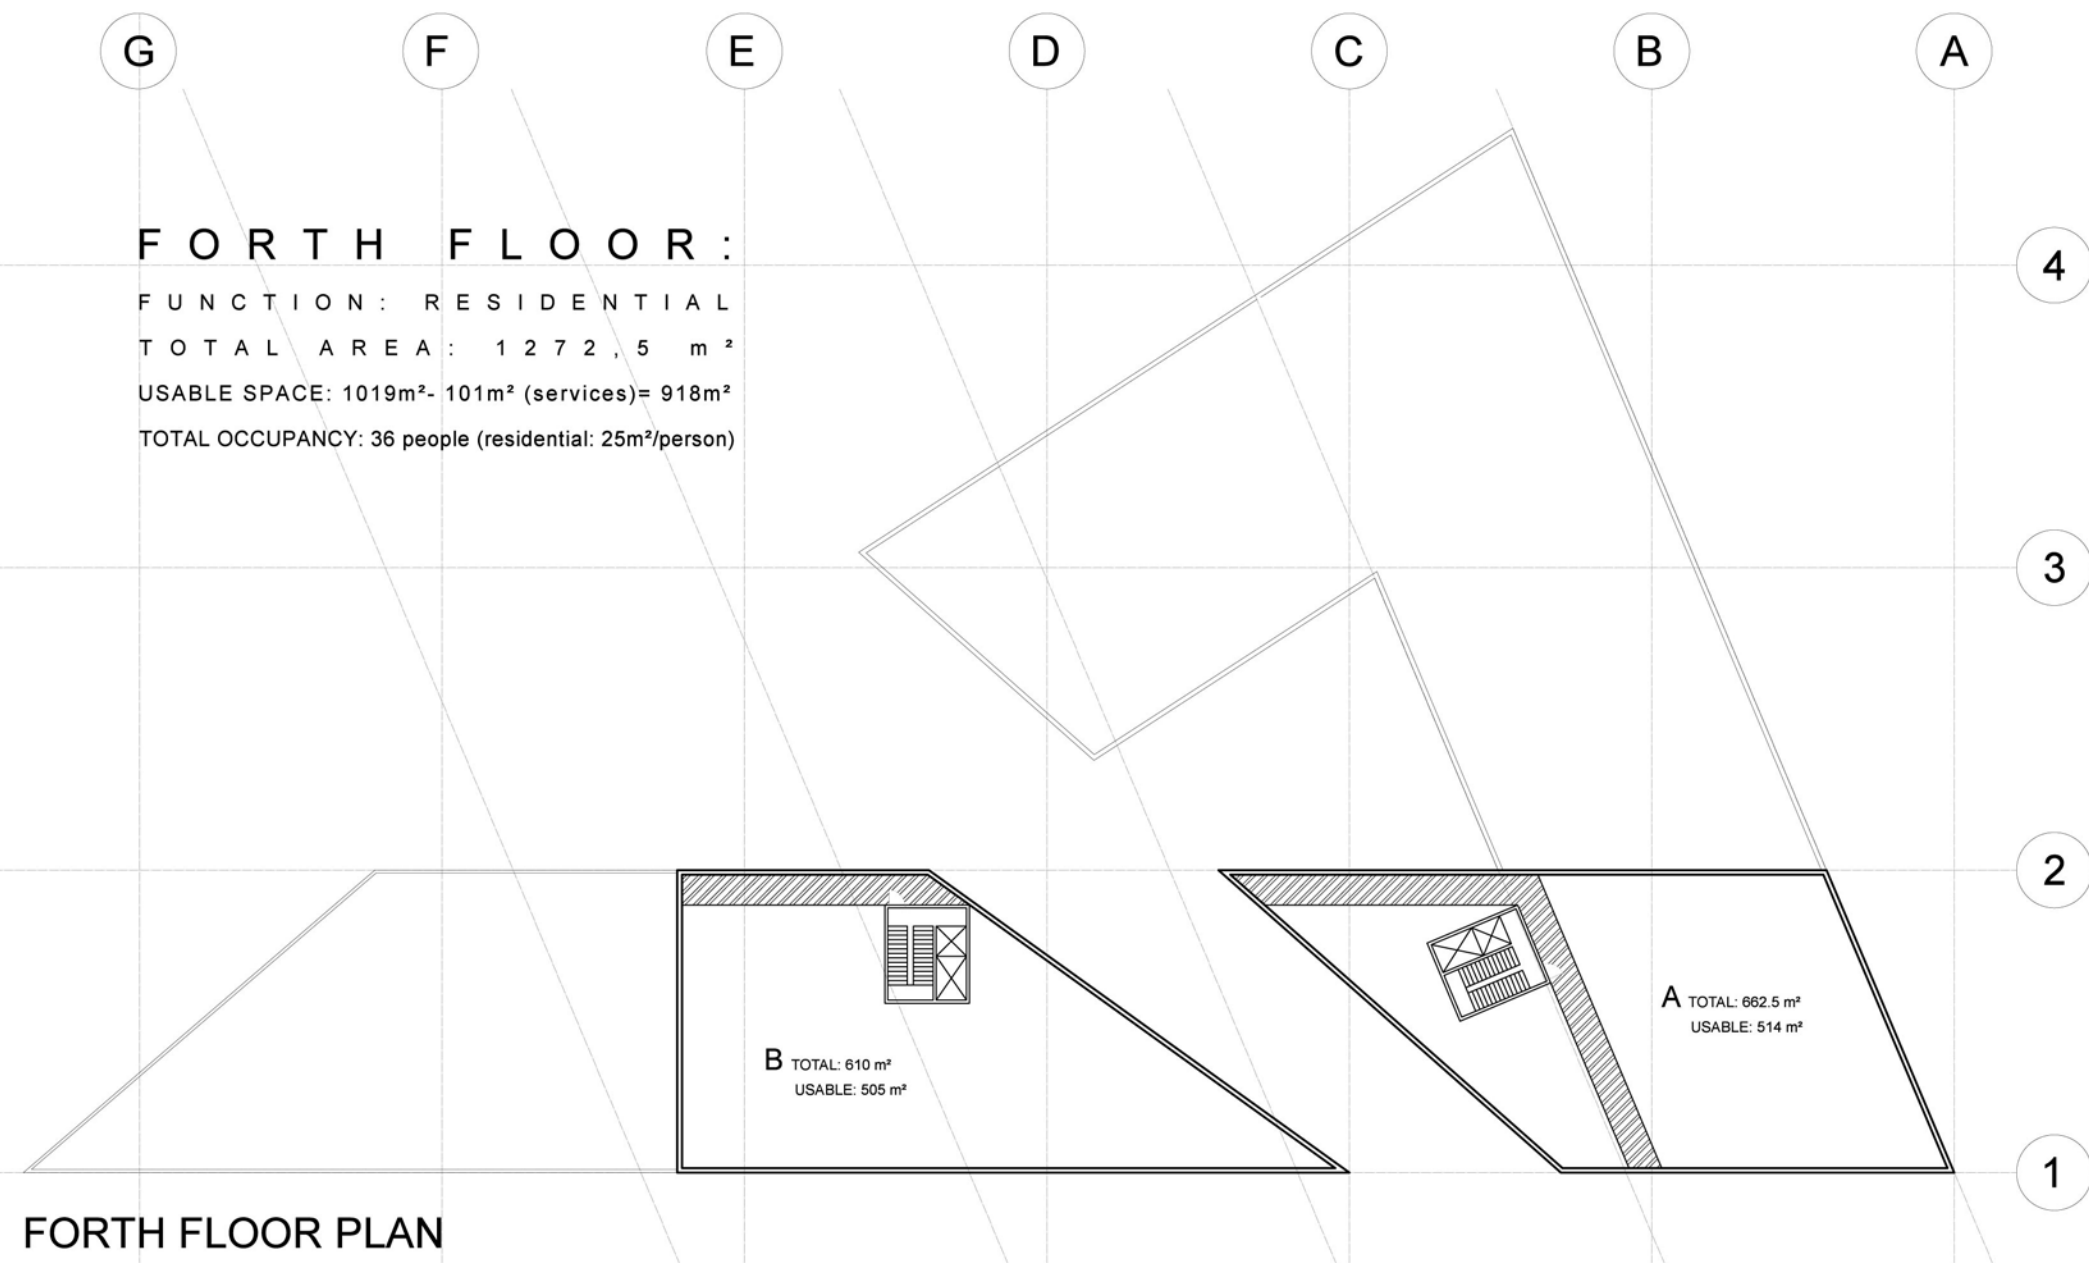 G F E D C B A
FORTH FLOOR:
4
FUNCTION: RESIDENTIAL
TOTAL AREA: 1272,5 m²
USABLE SPACE: 1019m²- 101m² (services)= 918m²
TOTAL OCCUPANCY: 36 people (residential: 25m²/person)
3
2
A TOTAL: 662.5 m²
USABLE: 514 m²
B TOTAL: 610 m²
USABLE: 505 m²
1
FORTH FLOOR PLAN